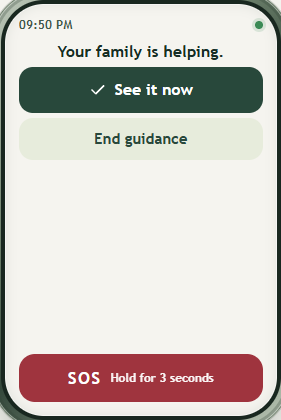 09:50 PM
Your family is helping.
See it now
End guidance
SOS Hold for 3 seconds